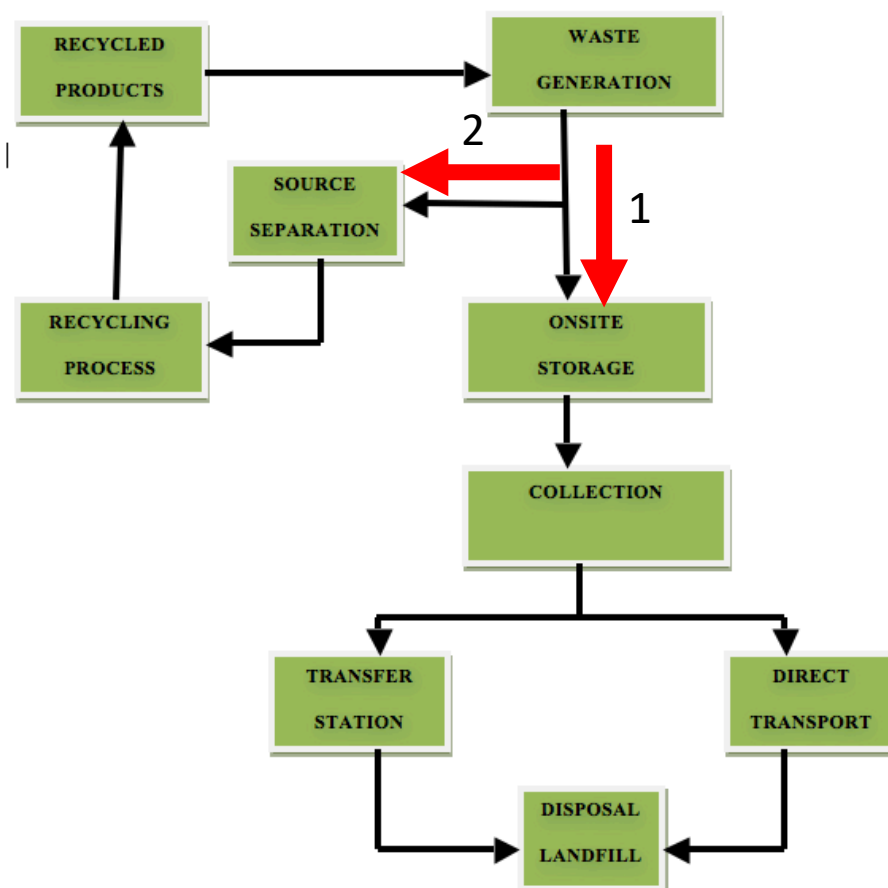 RECYCLED
PRODUCTS
WASTE
GENERATION
2
SOURCE
SEPARATION
1
RECYCLING
PROCESS
ONSITE
STORAGE
COLLECTION
TRANSFER
STATION
DIRECT
TRANSPORT
DISPOSAL
LANDFILL